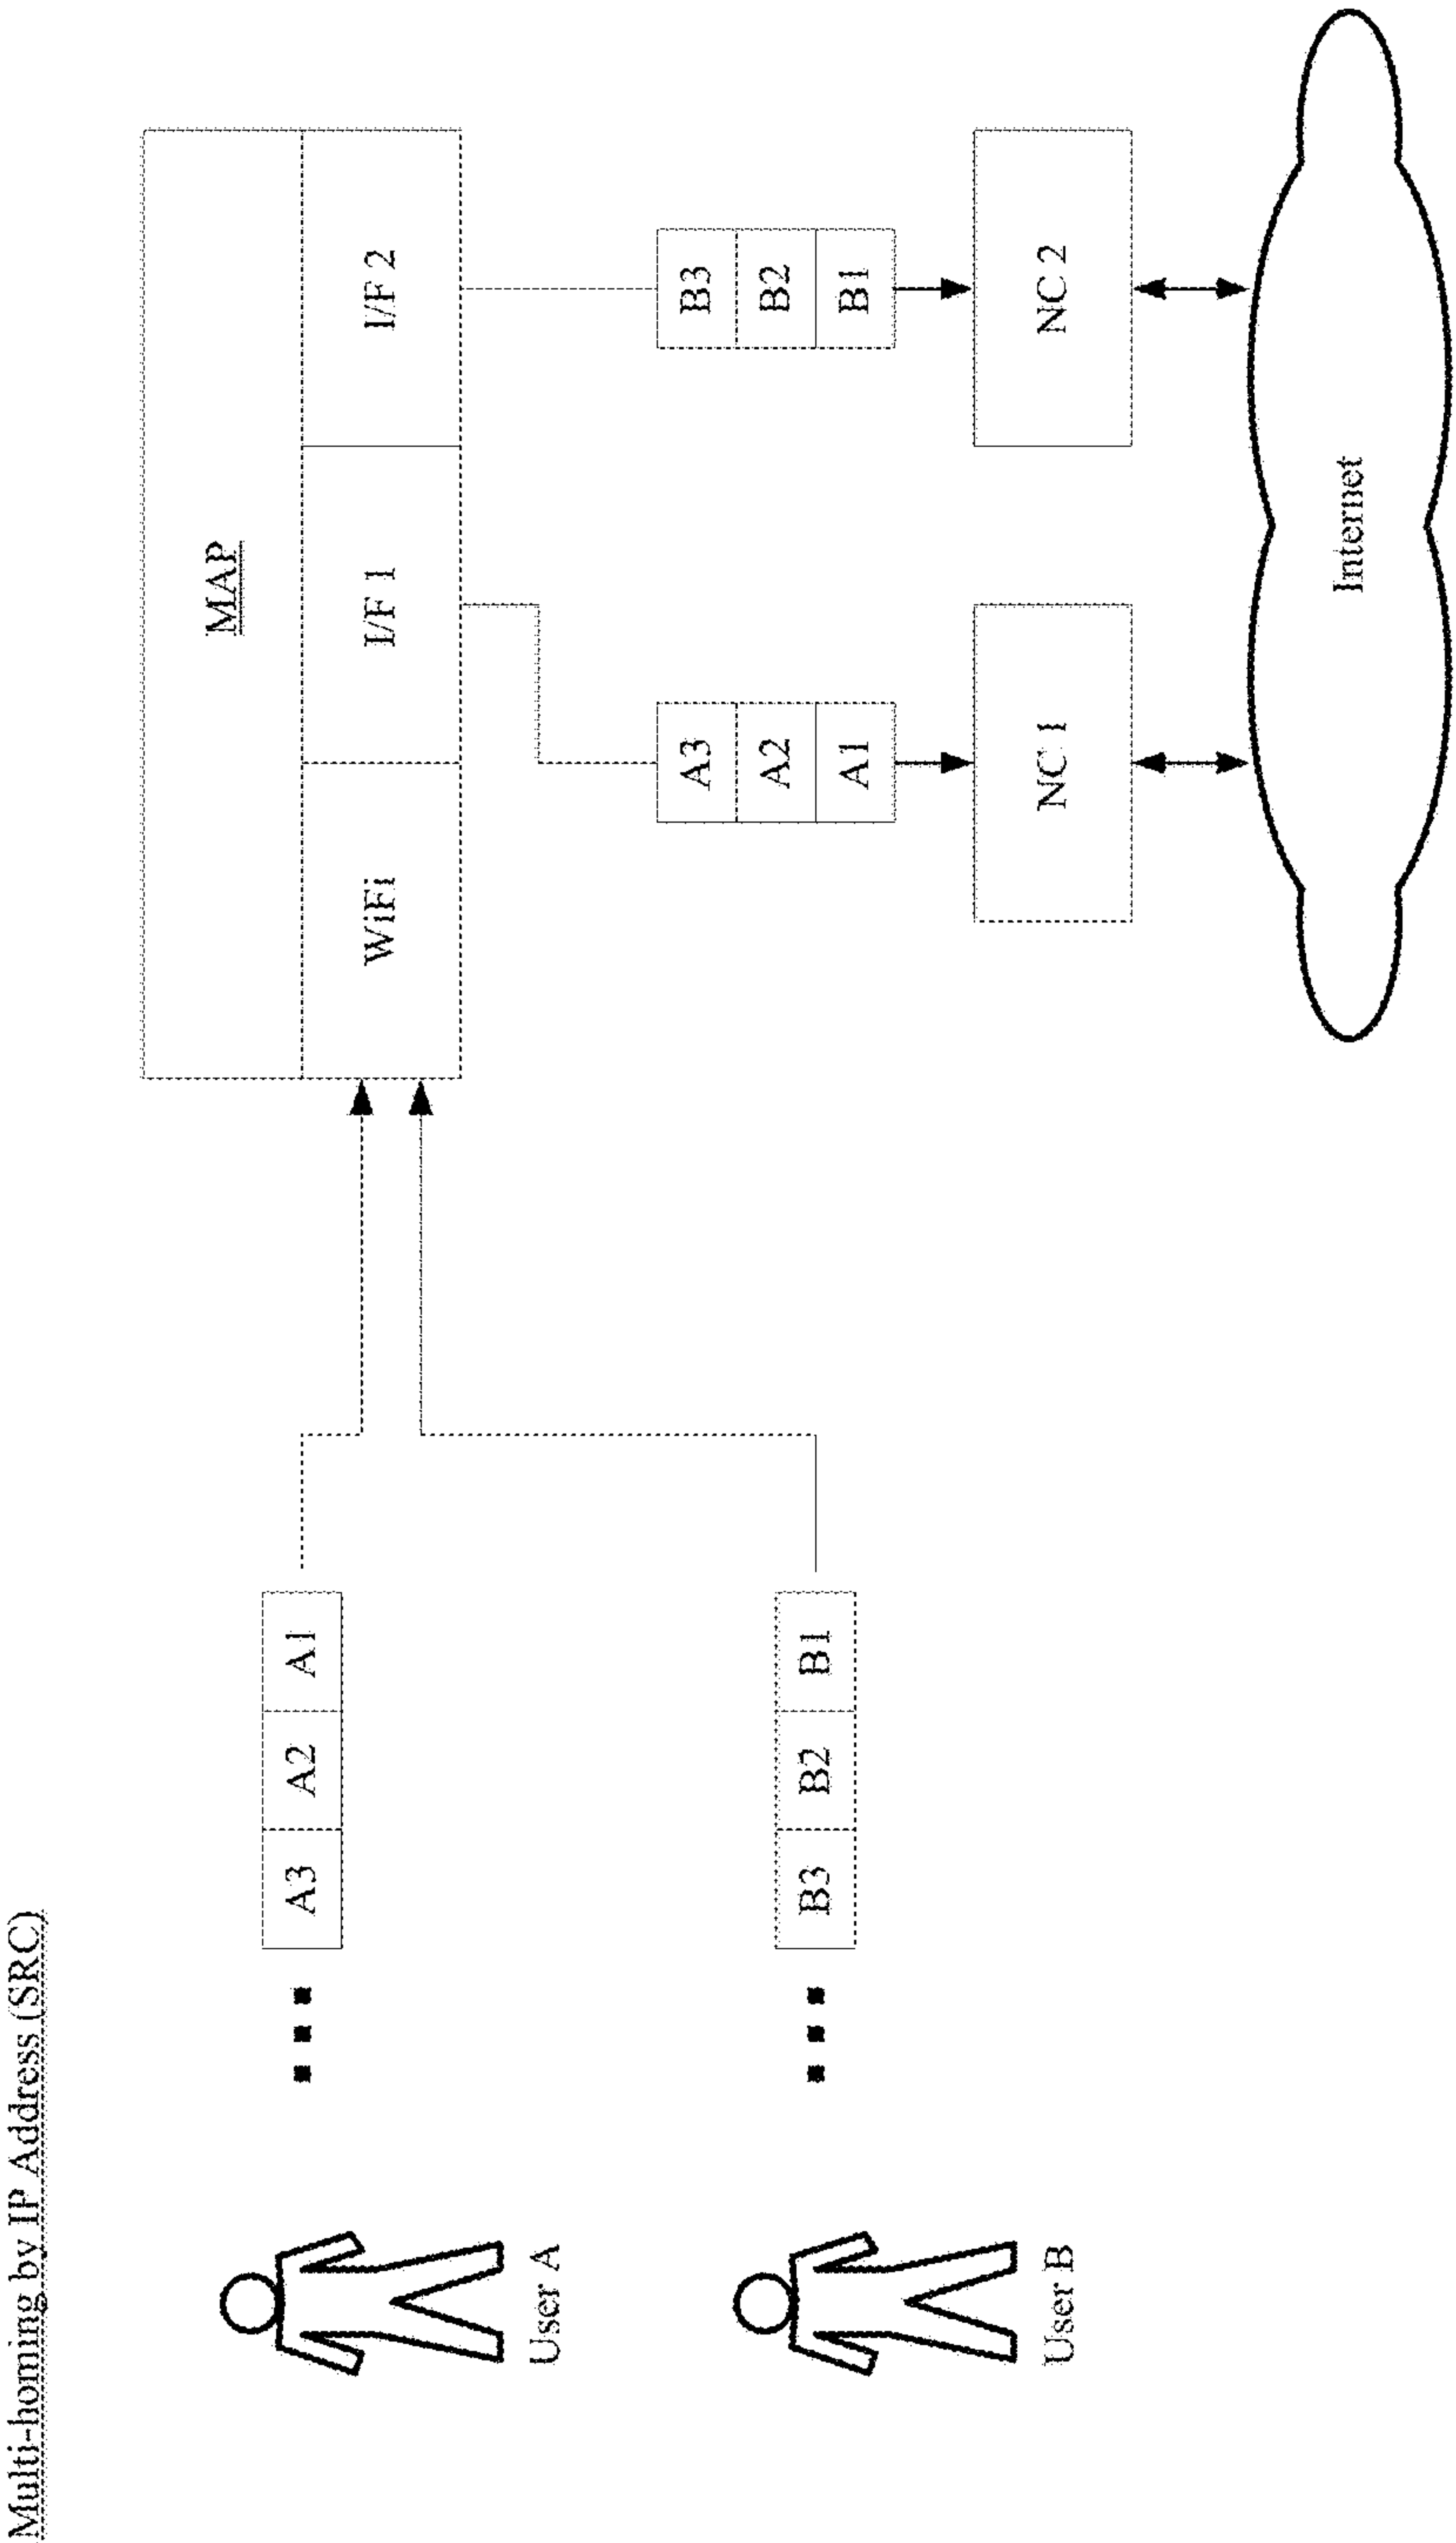 Multi-homing by IP Address (SRC)
MAP
WiFi
I/F 1
I/F 2
A3 A2 A1
User A
B3 B2 B1
User B
A3
A2
A1
B3
B2
B1
NC 1
NC 2
Internet